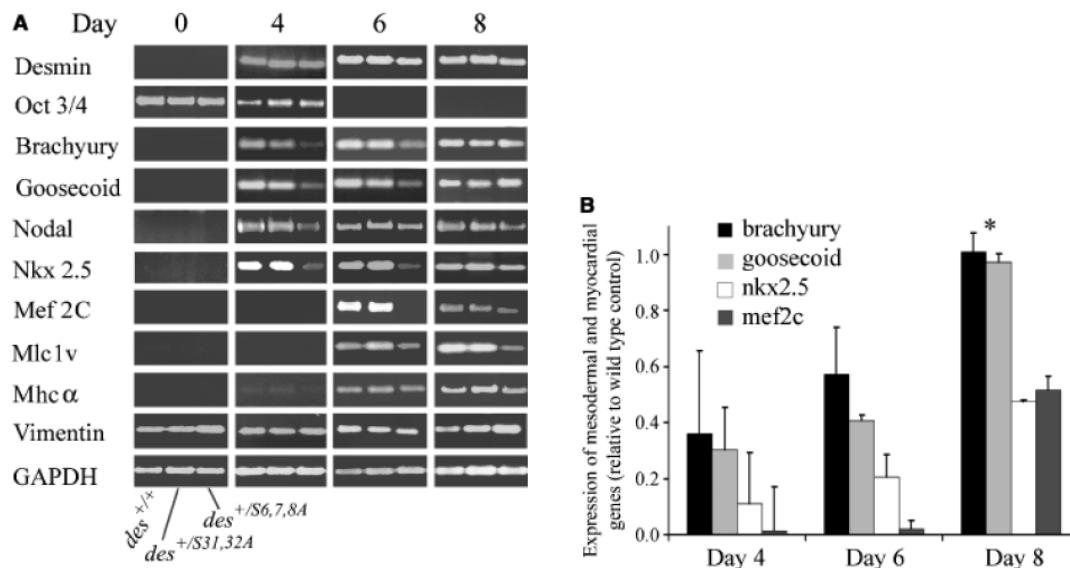 A Day 0 4 6 8
Desmin
Oct 3/4
Brachyury
Goosecoid
Nodal
Nkx 2.5
Mef 2C
Mlc1v
Mhc α
Vimentin
GAPDH
des+/+
des+/S31,32A
des+/S6,7,8A
B
Expression of mesodermal and myocardial
genes (relative to wild type control)
brachyury
goosecoid
nkx2.5
mef2c
*
1.0
0.8
0.6
0.4
0.2
0.0
Day 4 Day 6 Day 8